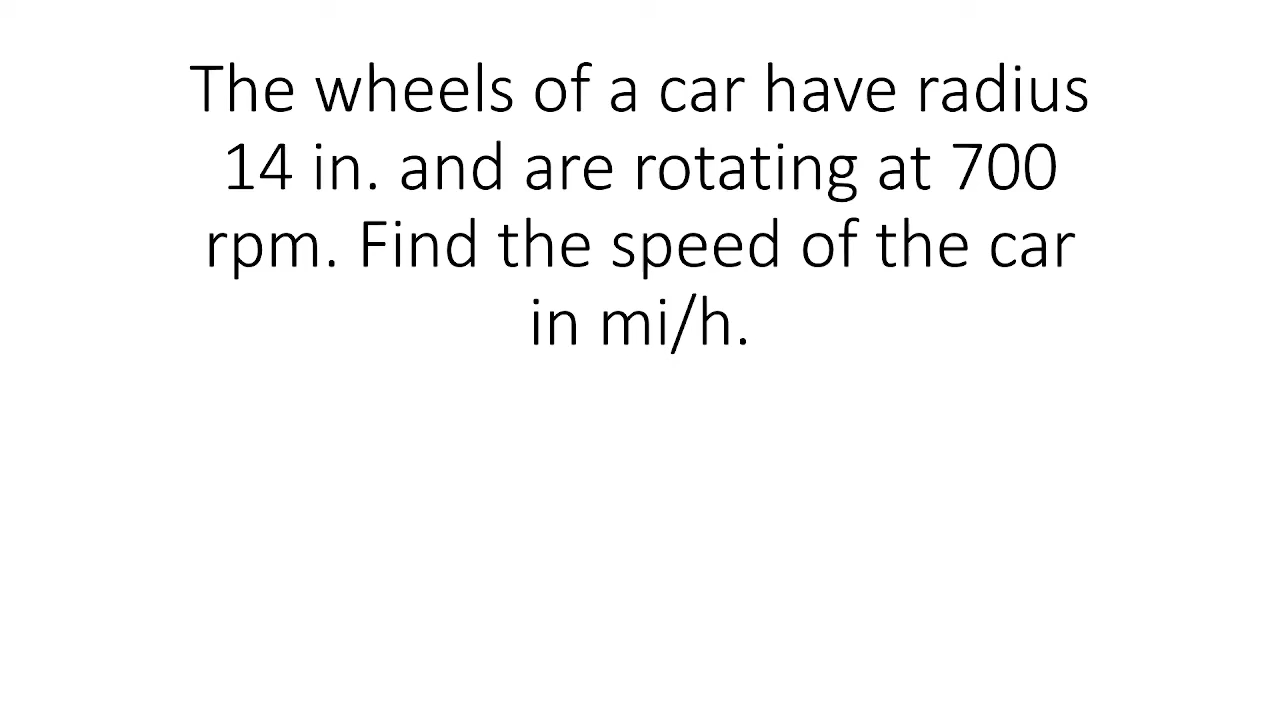 The wheels of a car have radius
14 in. and are rotating at 700
rpm. Find the speed of the car
in mi/h.